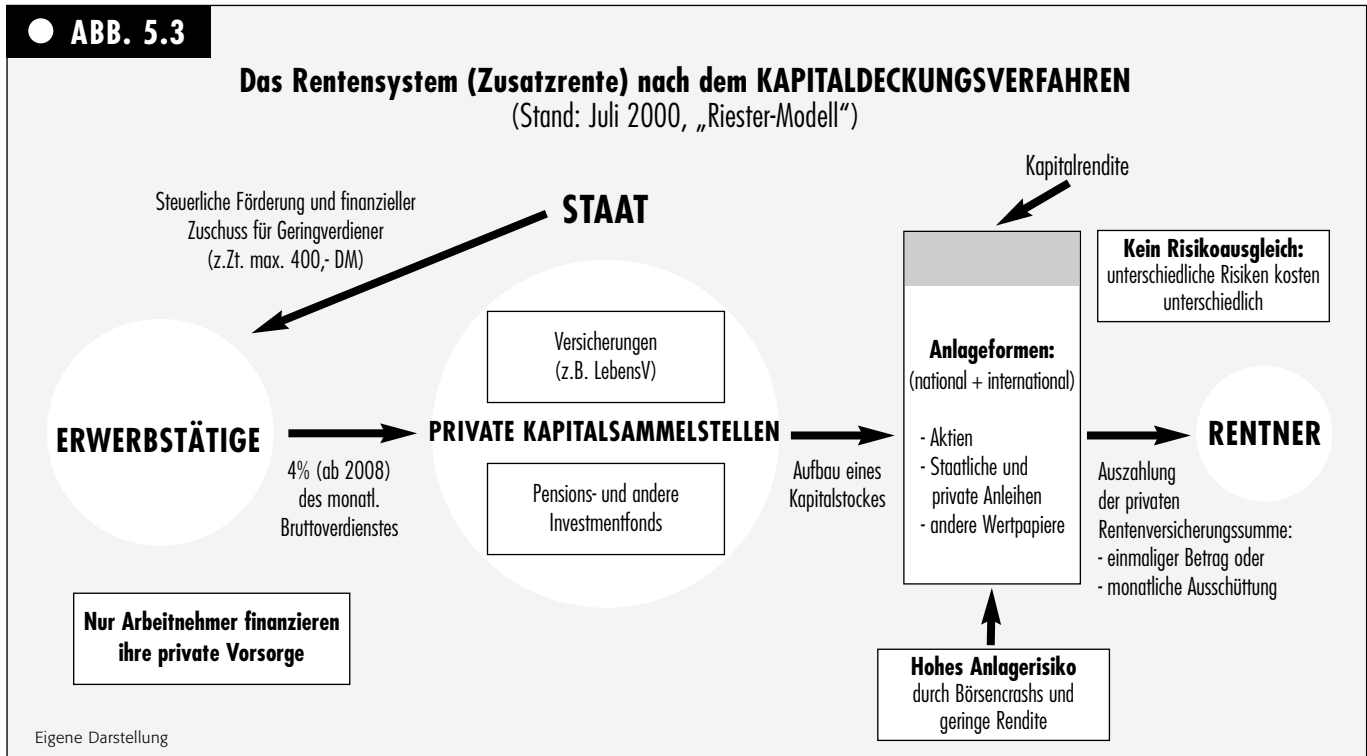 ABB. 5.3
Das Rentensystem (Zusatzrente) nach dem KAPITALDECKUNGSVERFAHREN
(Stand: Juli 2000, „Riester-Modell“)
Steuerliche Förderung und finanzieller
Zuschuss für Geringverdiener
(z.Zt. max. 400,- DM)
STAAT
Kapitalrendite
Kein Risikoausgleich:
unterschiedliche Risiken kosten
unterschiedlich
ERWERBSTÄTIGE
4% (ab 2008)
des monatl.
Bruttoverdienstes
Versicherungen
(z.B. LebensV)
PRIVATE KAPITALSAMMELSTELLEN
Pensions- und andere
Investmentfonds
Aufbau eines
Kapitalstockes
Anlageformen:
(national + international)
- Aktien
- Staatliche und
private Anleihen
- andere Wertpapiere
RENTNER
Auszahlung
der privaten
Rentenversicherungssumme:
- einmaliger Betrag oder
- monatliche Ausschüttung
Nur Arbeitnehmer finanzieren
ihre private Vorsorge
Hohes Anlagerisiko
durch Börsencrashs und
geringe Rendite
Eigene Darstellung